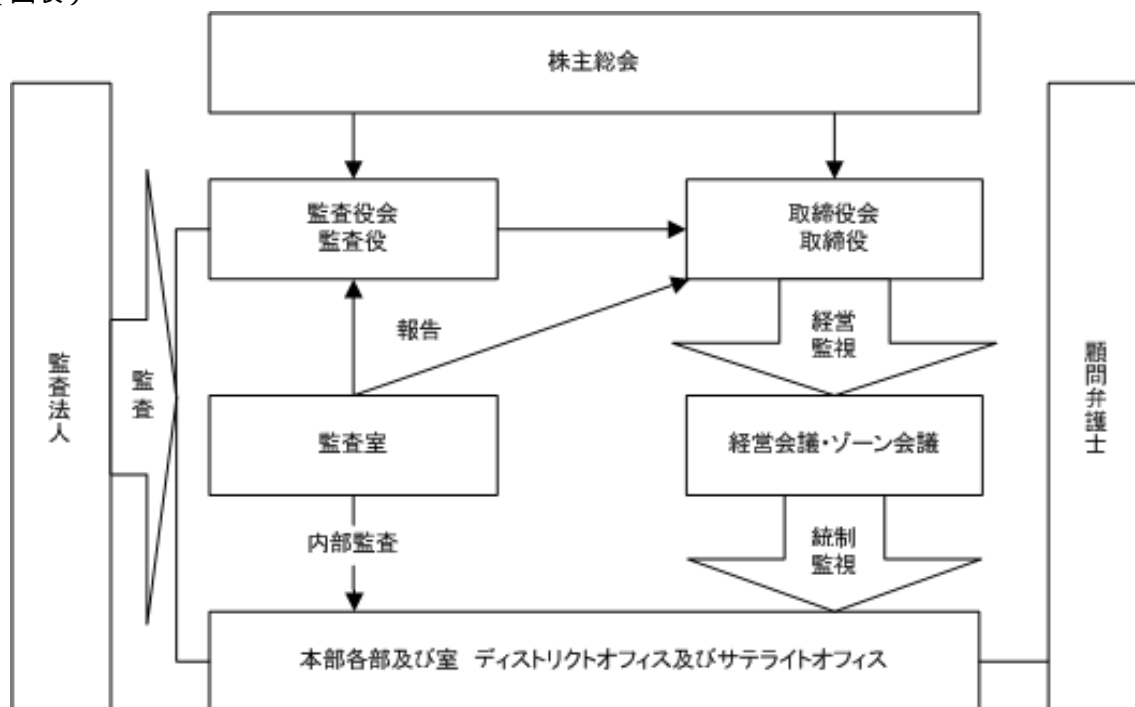 株主総会
監査役会
監査役
取締役会
取締役
報告
経営
監視
監査法人
監査
顧問弁護士
監査室
経営会議・ゾーン会議
内部監査
統制
監視
本部各部及び室 ディストリクトオフィス及びサテライトオフィス